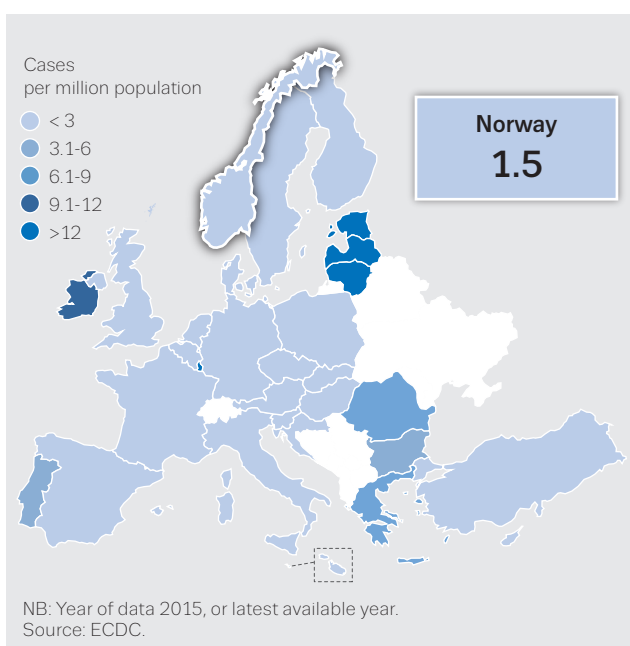 Cases
per million population
< 3
3.1-6
6.1-9
9.1-12
>12
Norway
1.5
NB: Year of data 2015, or latest available year.
Source: ECDC.